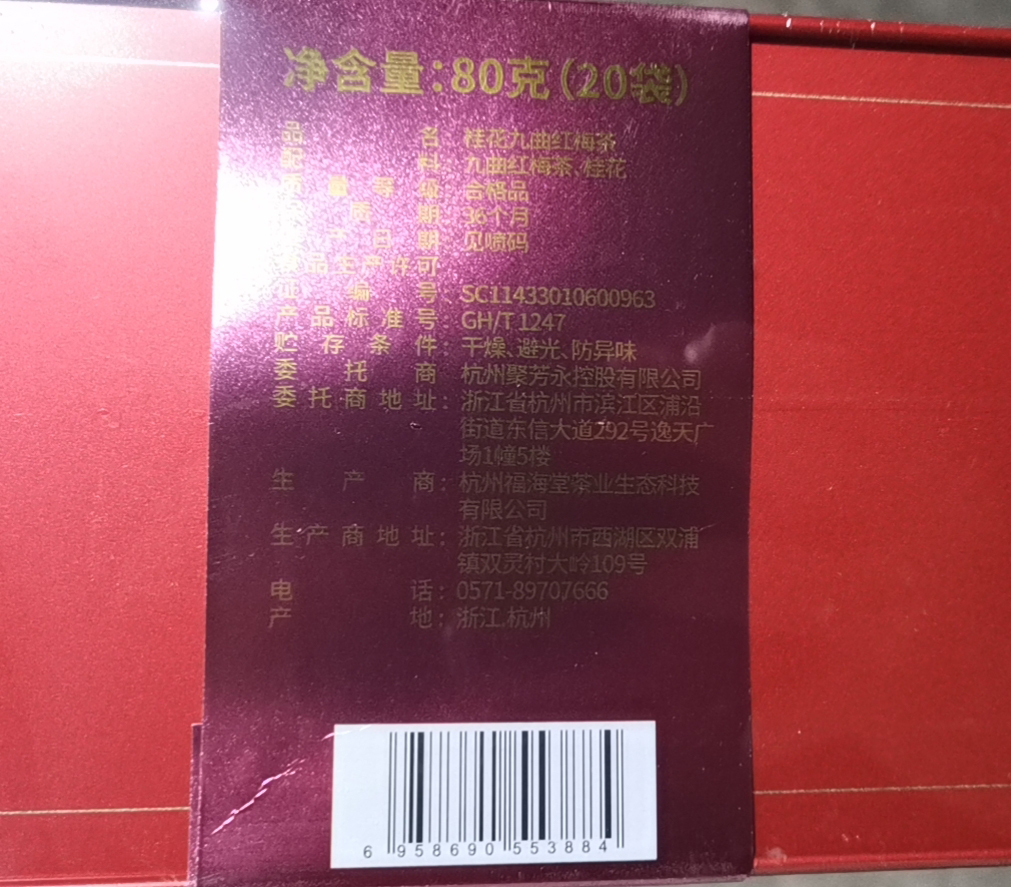 净含量:80克(20袋)
品名 桂花九曲红梅茶
配料 九曲红梅茶、桂花
质量等级 合格品
质期 36个月
产日期 见喷码
品生产许可
证编号 SC11433010600963
产品标准号 GH/T 1247
贮存条件: 干燥、避光、防异味
委托商 杭州聚芳永控股有限公司
委托商地址: 浙江省杭州市滨江区浦沿
街道东信大道292号逸天广
场1幢5楼
生产商: 杭州福海堂茶业生态科技
有限公司
生产商地址: 浙江省杭州市西湖区双浦
镇双灵村大岭109号
电话: 0571-89707666
产地: 浙江.杭州
6 958690 553884